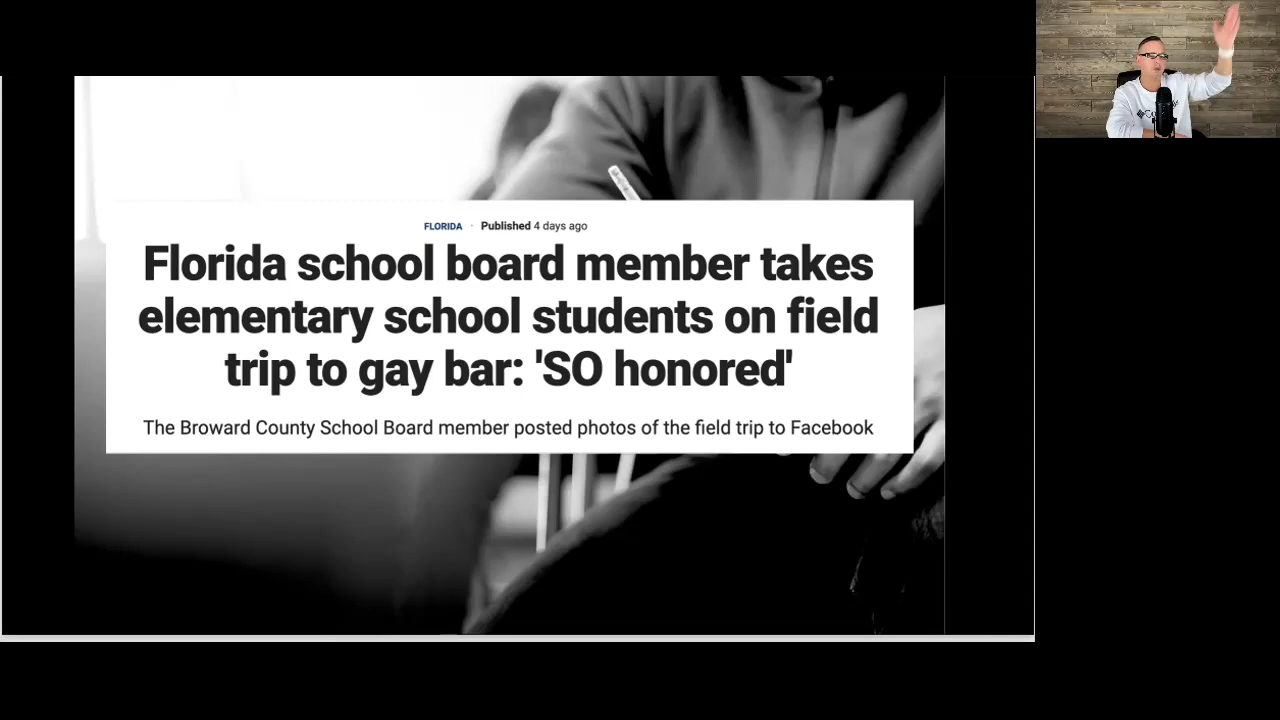 FLORIDA · Published 4 days ago
Florida school board member takes
elementary school students on field
trip to gay bar: 'SO honored'
The Broward County School Board member posted photos of the field trip to Facebook